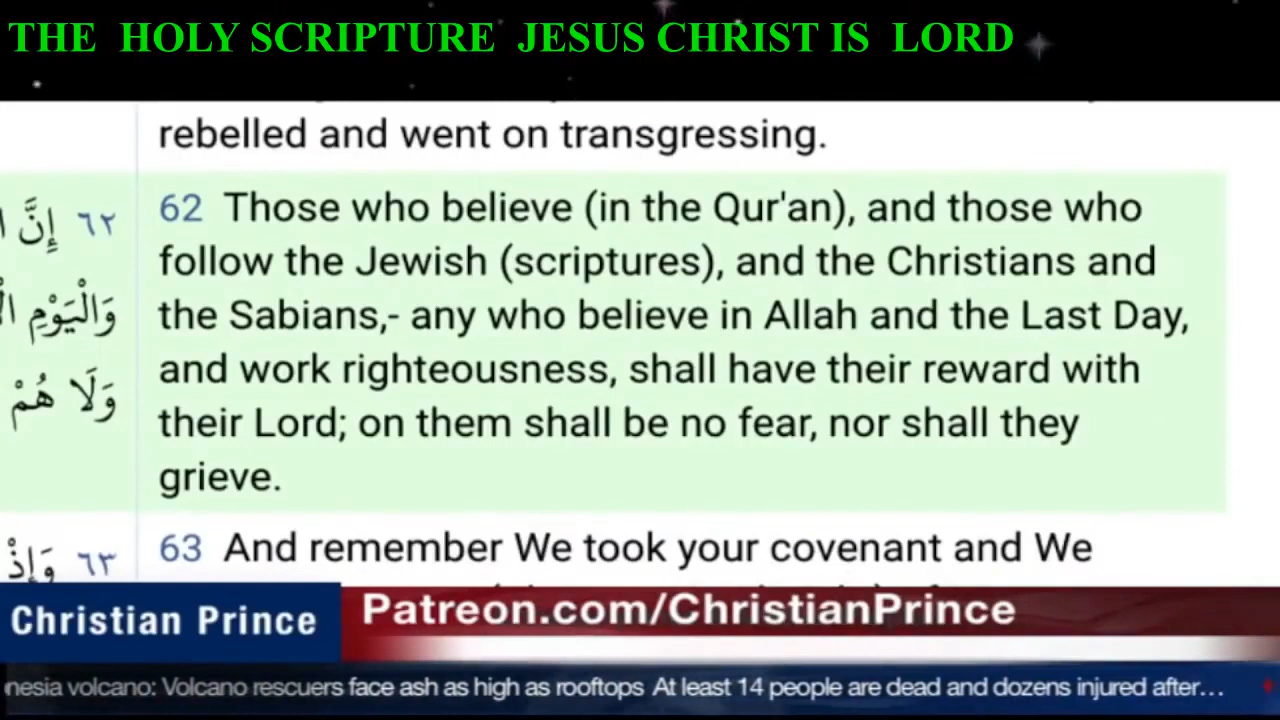 THE HOLY SCRIPTURE JESUS CHRIST IS LORD
rebelled and went on transgressing.
62 Those who believe (in the Qur'an), and those who
follow the Jewish (scriptures), and the Christians and
the Sabians,- any who believe in Allah and the Last Day,
and work righteousness, shall have their reward with
their Lord; on them shall be no fear, nor shall they
grieve.
٦٢ إِنَّ
وَالْيَوْمِ
وَلَا هُمْ
63 And remember We took your covenant and We
٦٣ وَإِذْ
Christian Prince
Patreon.com/ChristianPrince
nesia volcano: Volcano rescuers face ash as high as rooftops At least 14 people are dead and dozens injured after...